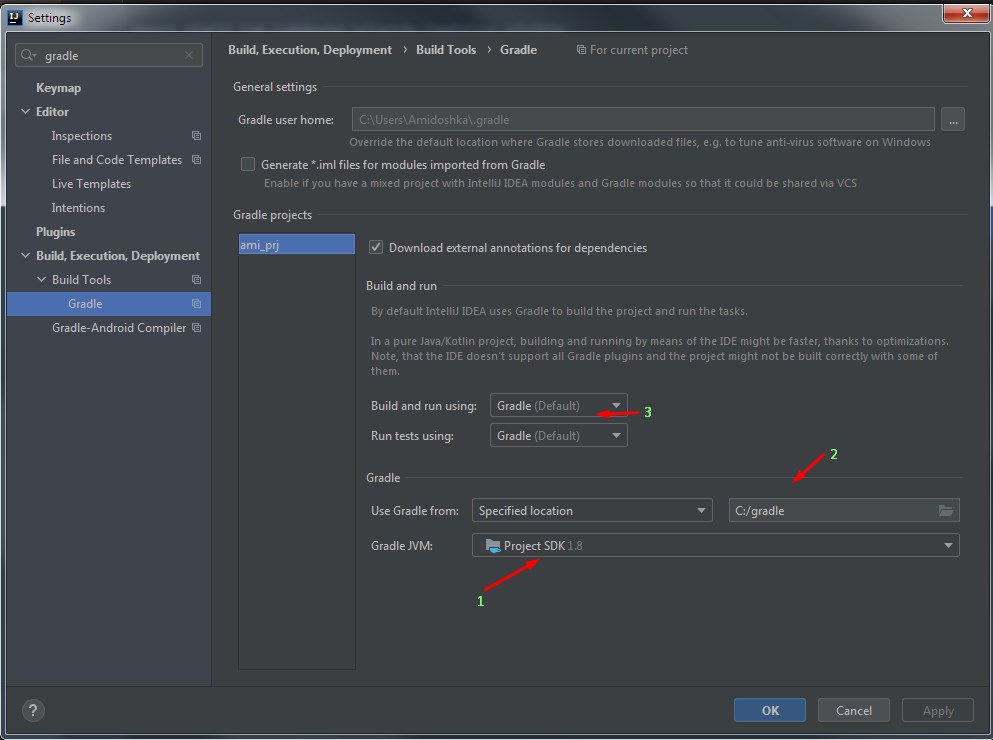 Settings
gradle
Keymap
Editor
Inspections
File and Code Templates
Live Templates
Intentions
Plugins
Build, Execution, Deployment
Build Tools
Gradle
Gradle-Android Compiler
Build, Execution, Deployment › Build Tools › Gradle For current project
General settings
Gradle user home: C:\Users\Amidoshka\.gradle ...
Override the default location where Gradle stores downloaded files, e.g. to tune anti-virus software on Windows
Generate *.iml files for modules imported from Gradle
Enable if you have a mixed project with IntelliJ IDEA modules and Gradle modules so that it could be shared via VCS
Gradle projects
ami_prj
Download external annotations for dependencies
Build and run
By default IntelliJ IDEA uses Gradle to build the project and run the tasks.
In a pure Java/Kotlin project, building and running by means of the IDE might be faster, thanks to optimizations.
Note, that the IDE doesn't support all Gradle plugins and the project might not be built correctly with some of
them.
Build and run using: Gradle (Default) 3
Run tests using: Gradle (Default)
2
Gradle
Use Gradle from: Specified location C:/gradle
Gradle JVM: Project SDK 1.8
1
? OK Cancel Apply